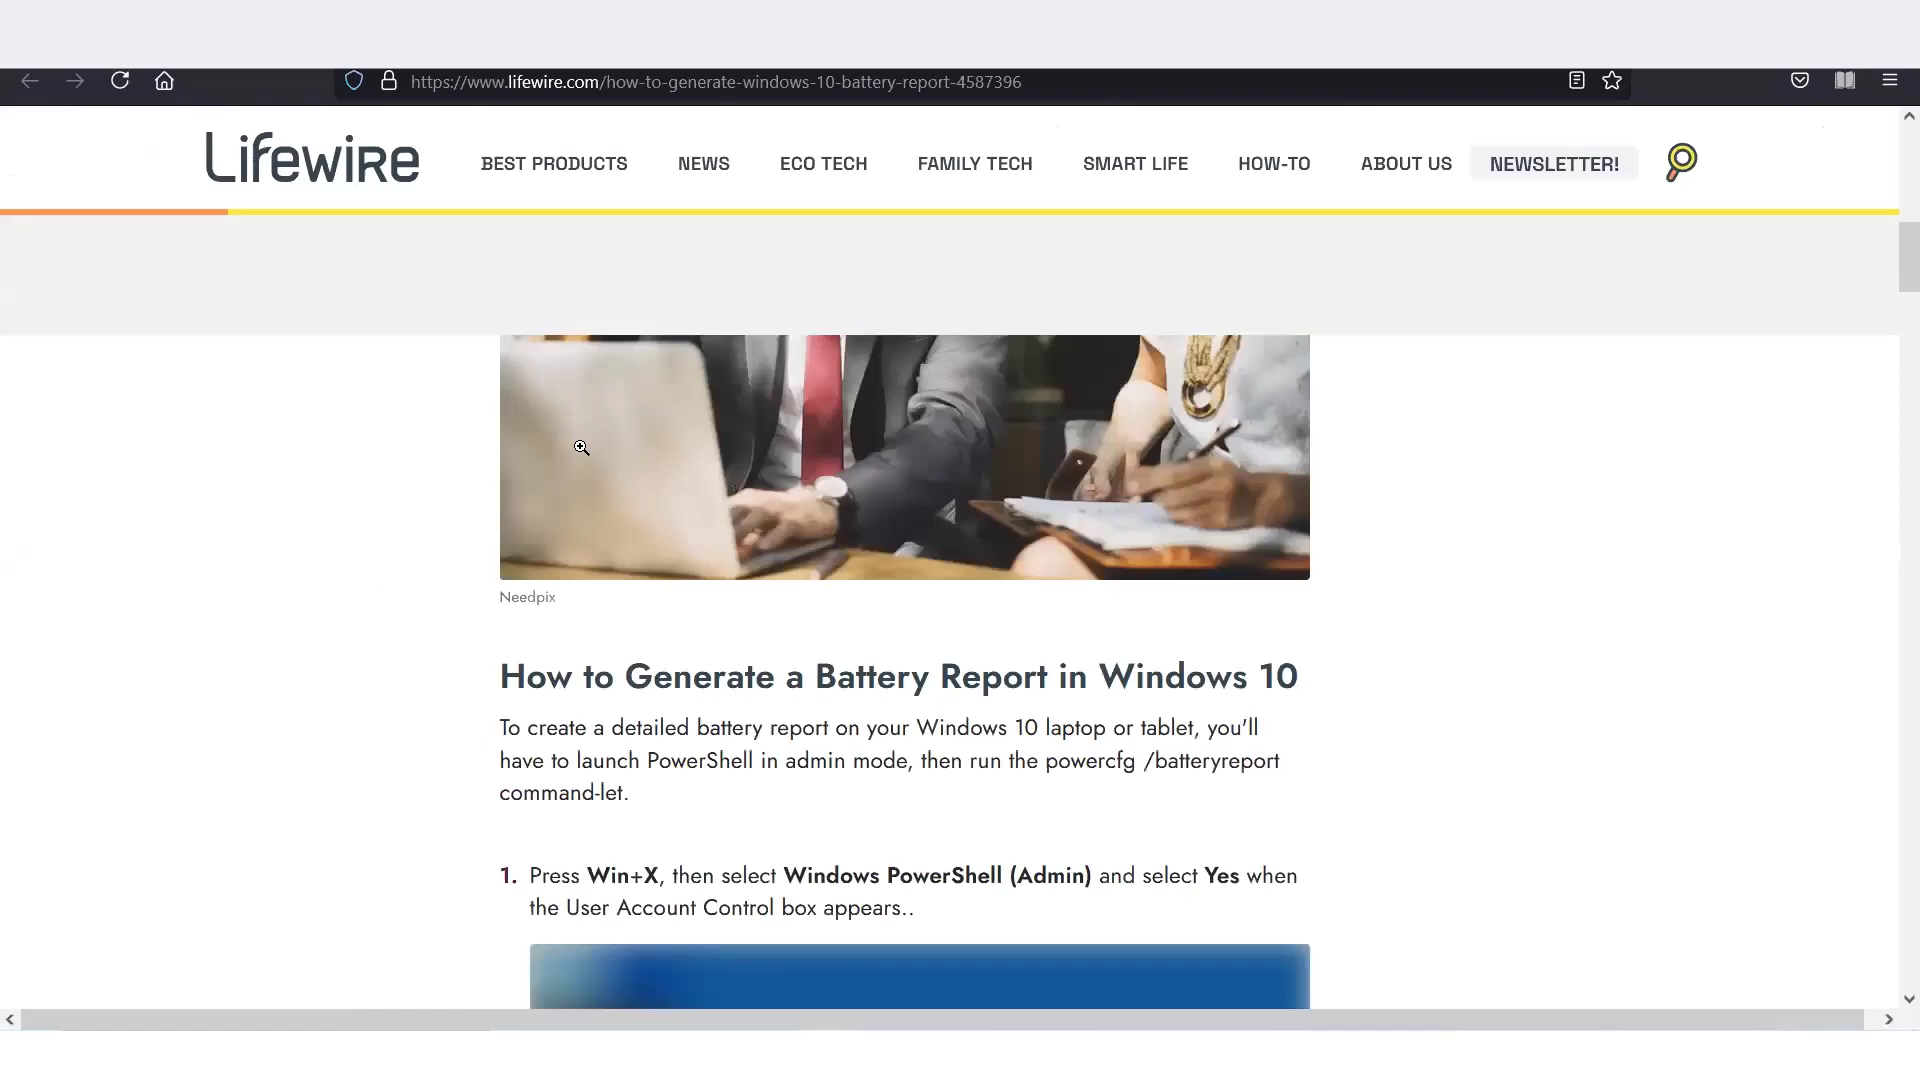 https://www.lifewire.com/how-to-generate-windows-10-battery-report-4587396
Lifewire
BEST PRODUCTS NEWS ECO TECH FAMILY TECH SMART LIFE HOW-TO ABOUT US NEWSLETTER!
Needpix
How to Generate a Battery Report in Windows 10
To create a detailed battery report on your Windows 10 laptop or tablet, you'll
have to launch PowerShell in admin mode, then run the powercfg /batteryreport
command-let.
1. Press Win+X, then select Windows PowerShell (Admin) and select Yes when
the User Account Control box appears..